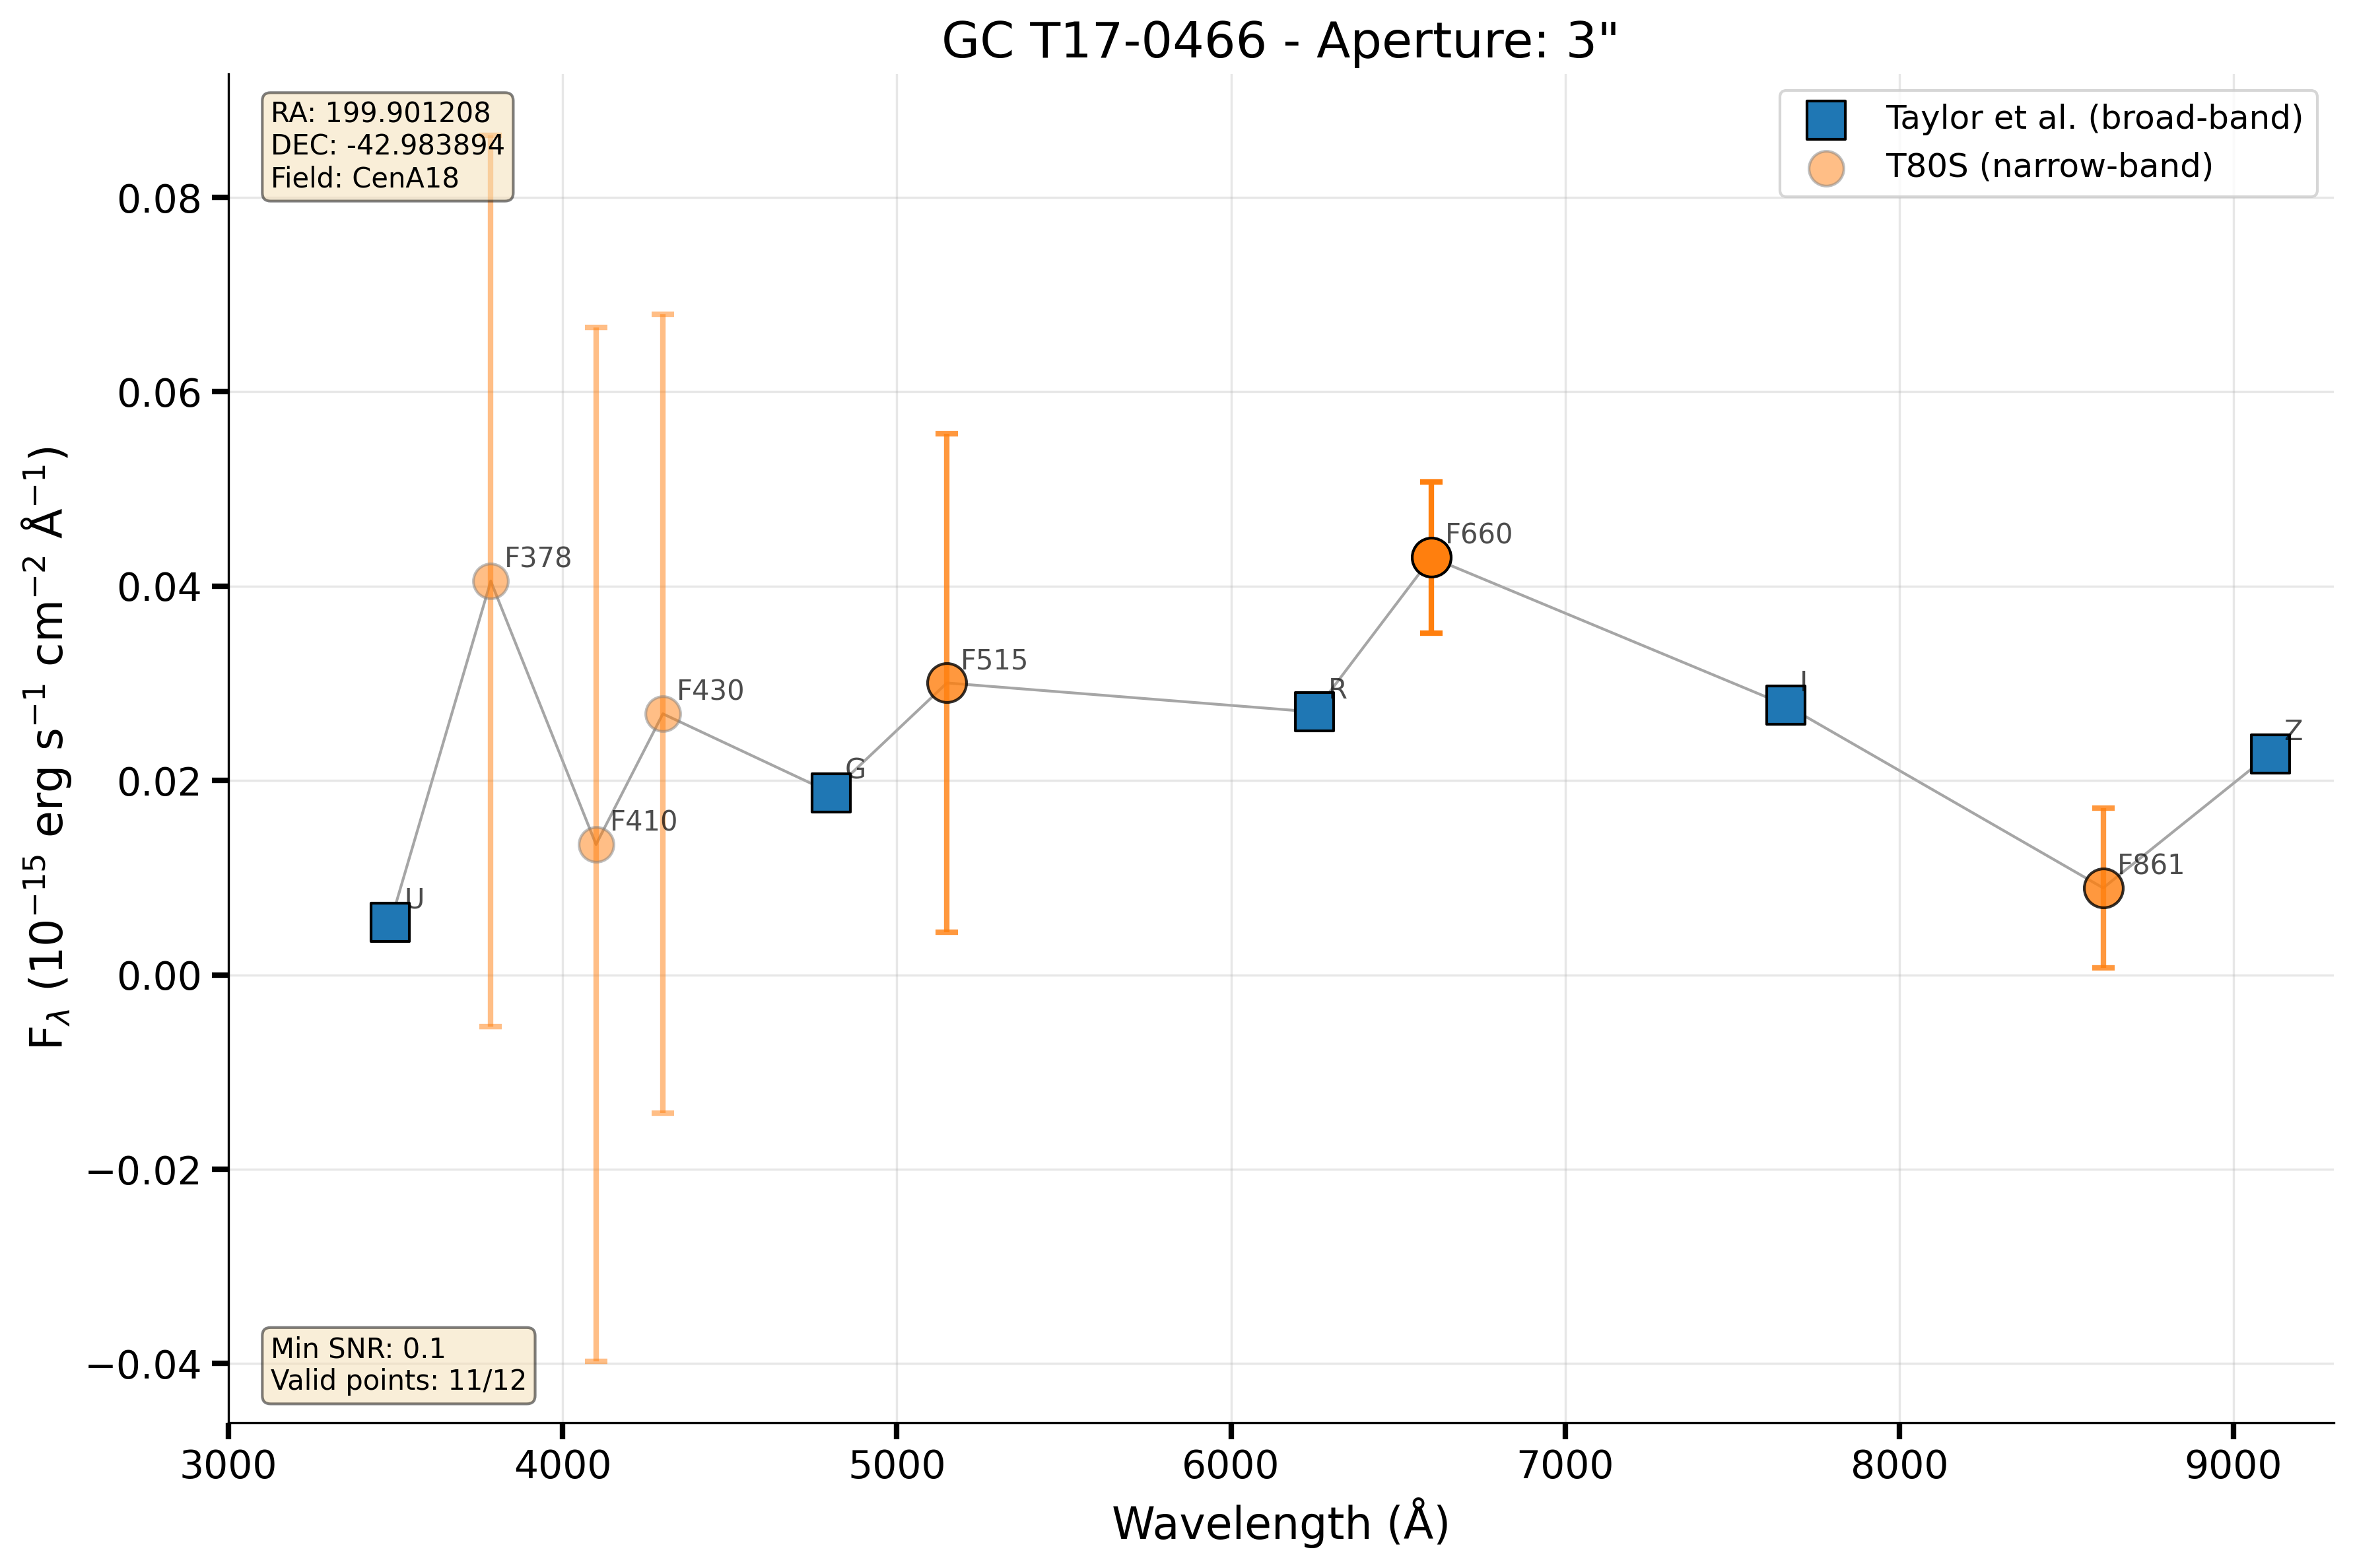 GC T17-0466 - Aperture: 3"
RA: 199.901208
DEC: -42.983894
Field: CenA18
Taylor et al. (broad-band)
T80S (narrow-band)
0.08
0.06
0.04
0.02
0.00
−0.02
−0.04
F_λ (10⁻¹⁵ erg s⁻¹ cm⁻² Å⁻¹)
U
F378
F410
F430
G
F515
R
F660
I
F861
Z
Min SNR: 0.1
Valid points: 11/12
3000 4000 5000 6000 7000 8000 9000
Wavelength (Å)